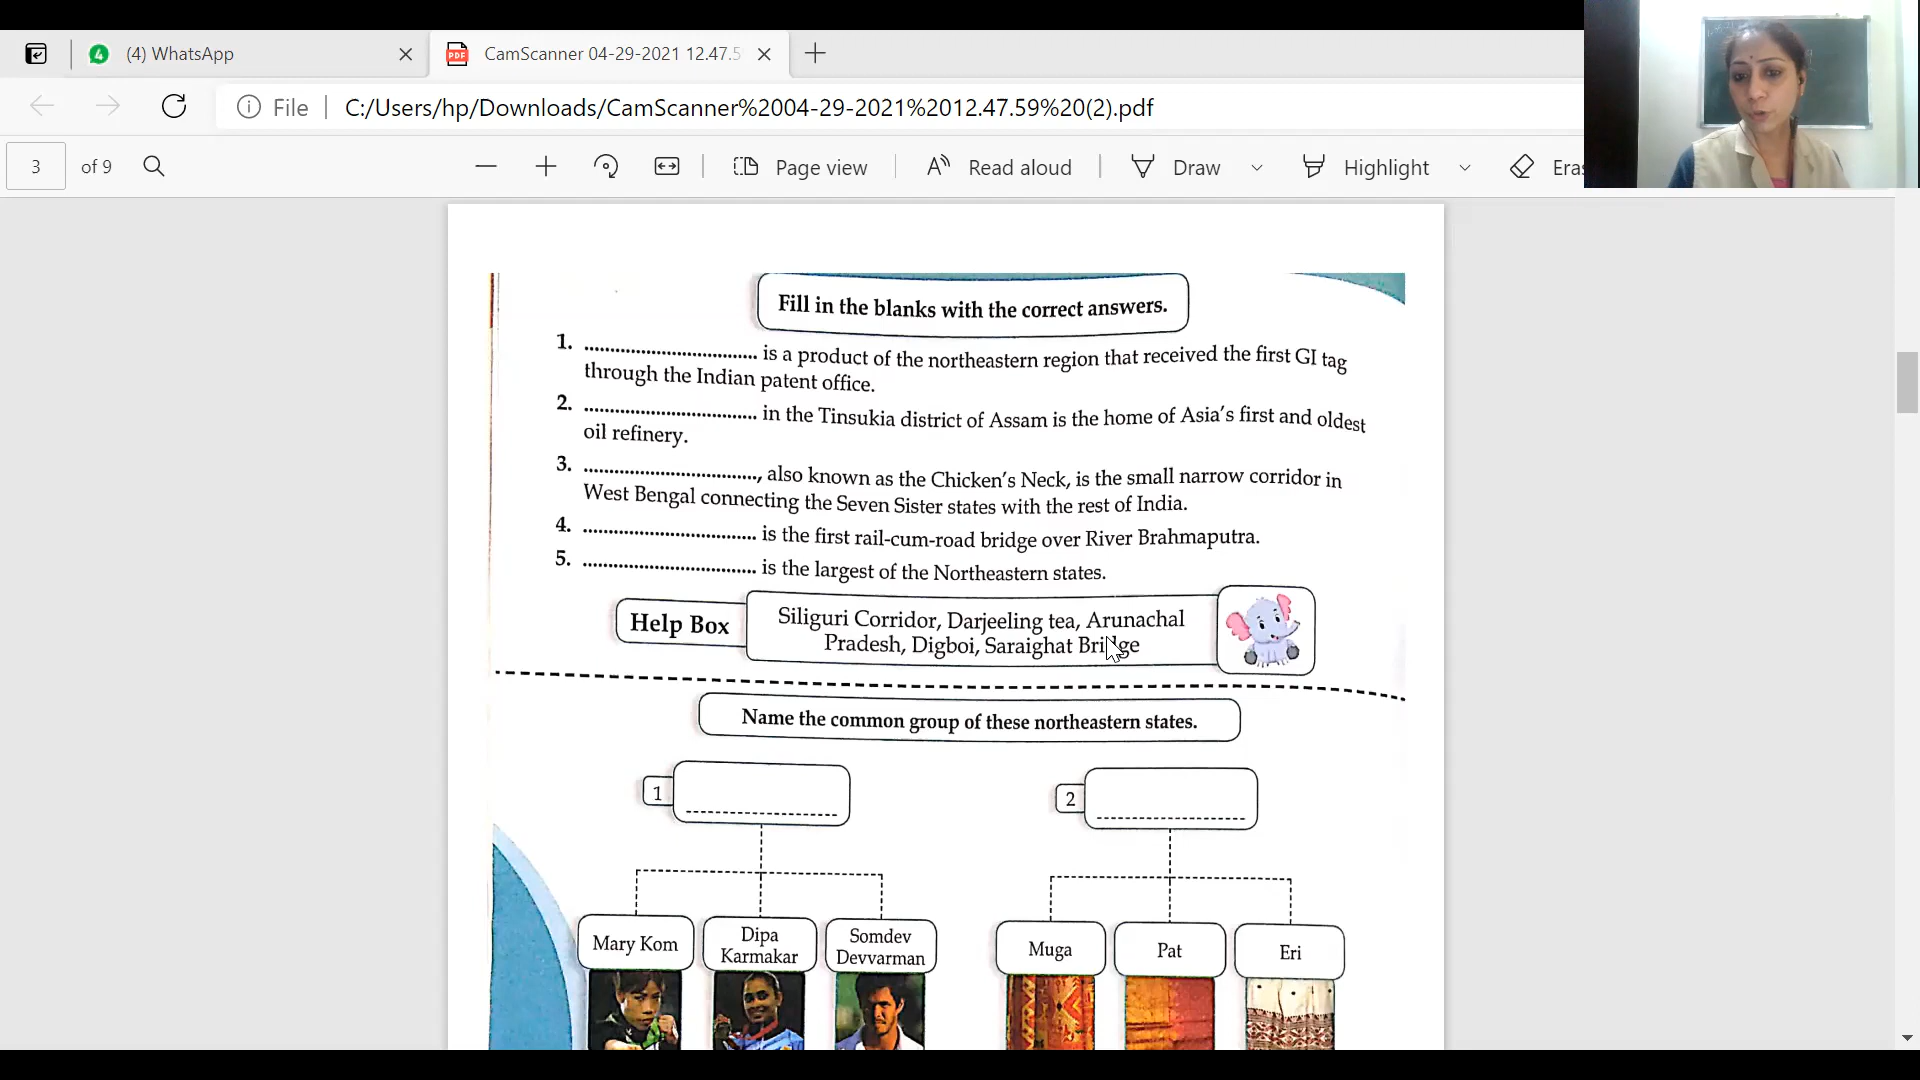 (4) WhatsApp
CamScanner 04-29-2021 12.47.5
File
C:/Users/hp/Downloads/CamScanner%2004-29-2021%2012.47.59%20(2).pdf
3 of 9
Page view
Read aloud
Draw
Highlight
Eras
Fill in the blanks with the correct answers.
1. .............................. is a product of the northeastern region that received the first GI tag
through the Indian patent office.
2. .............................. in the Tinsukia district of Assam is the home of Asia's first and oldest
oil refinery.
3. .............................., also known as the Chicken's Neck, is the small narrow corridor in
West Bengal connecting the Seven Sister states with the rest of India.
4. .............................. is the first rail-cum-road bridge over River Brahmaputra.
5. .............................. is the largest of the Northeastern states.
Help Box
Siliguri Corridor, Darjeeling tea, Arunachal
Pradesh, Digboi, Saraighat Bridge
Name the common group of these northeastern states.
1
2
Mary Kom
Dipa
Karmakar
Somdev
Devvarman
Muga
Pat
Eri